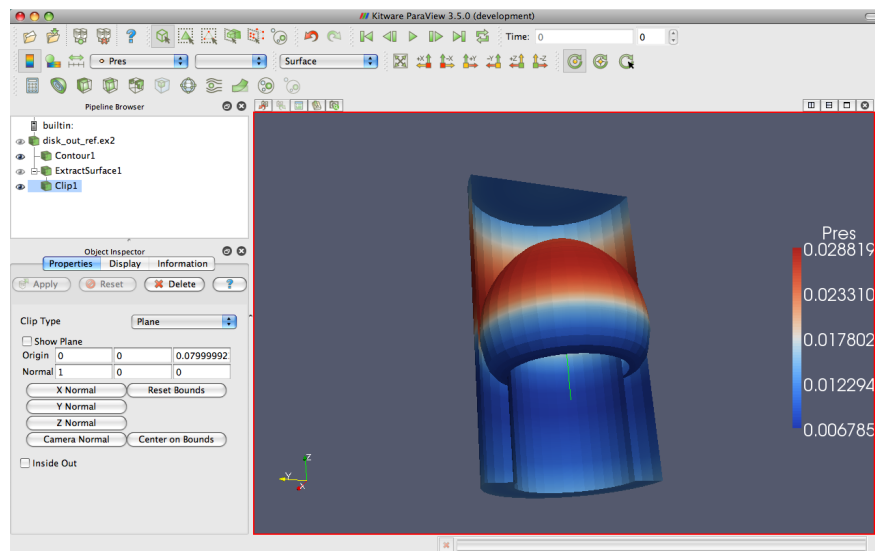 Kitware ParaView 3.5.0 (development)
Time: 0 0
Pres Surface
+X -X +Y -Y +Z -Z
Pipeline Browser
builtin:
disk_out_ref.ex2
Contour1
ExtractSurface1
Clip1
Object Inspector
Properties Display Information
Apply Reset Delete ?
Clip Type Plane
Show Plane
Origin 0 0 0.07999992
Normal 1 0 0
X Normal Reset Bounds
Y Normal
Z Normal
Camera Normal Center on Bounds
Inside Out
Pres
0.028819
0.023310
0.017802
0.012294
0.006785
Z
Y
X